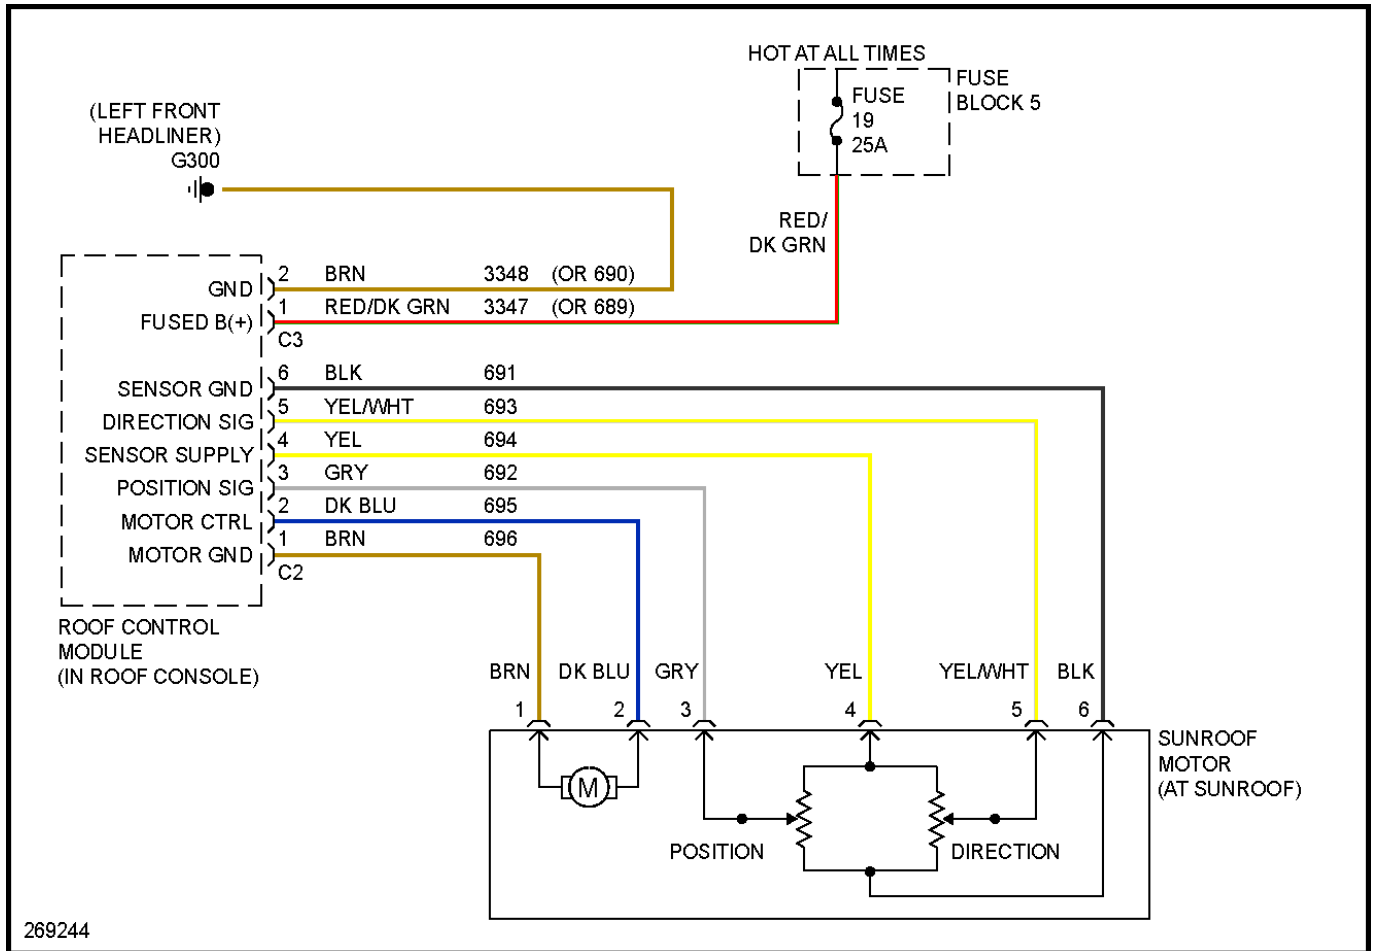 HOT AT ALL TIMES
FUSE
BLOCK 5
FUSE
19
25A
(LEFT FRONT
HEADLINER)
G300
RED/
DK GRN
GND 2 BRN 3348 (OR 690)
FUSED B(+) 1 RED/DK GRN 3347 (OR 689)
C3
SENSOR GND 6 BLK 691
DIRECTION SIG 5 YEL/WHT 693
SENSOR SUPPLY 4 YEL 694
POSITION SIG 3 GRY 692
MOTOR CTRL 2 DK BLU 695
MOTOR GND 1 BRN 696
C2
ROOF CONTROL
MODULE
(IN ROOF CONSOLE)
BRN DK BLU GRY YEL YEL/WHT BLK
1 2 3 4 5 6
SUNROOF
MOTOR
(AT SUNROOF)
M
POSITION DIRECTION
269244